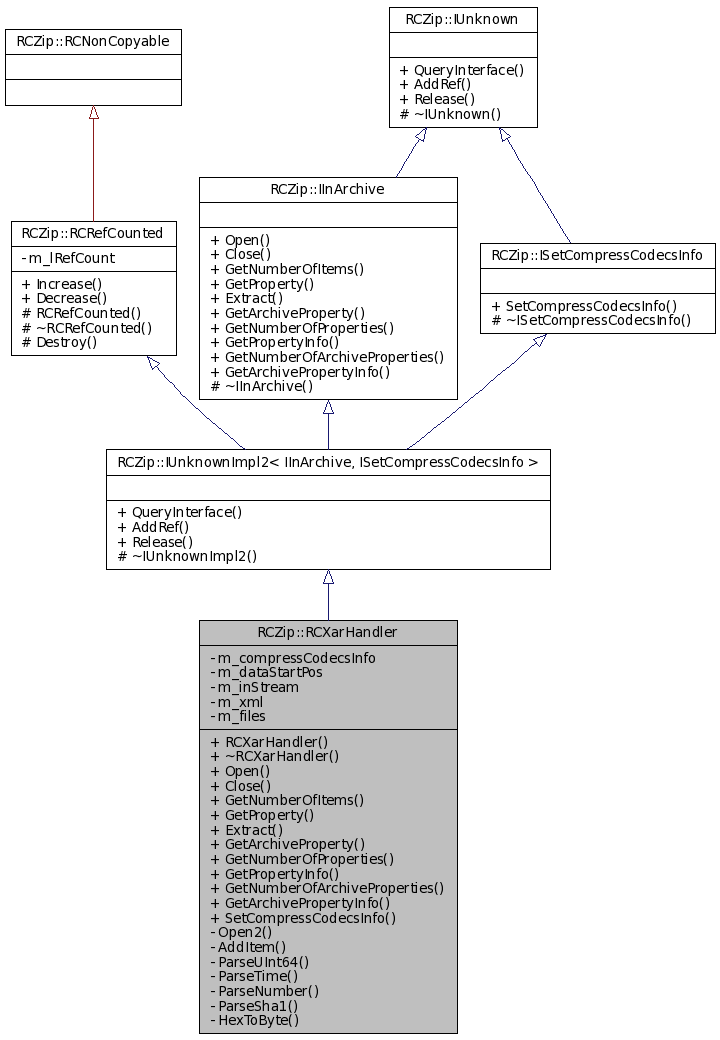 RCZip::RCNonCopyable
RCZip::IUnknown
+ QueryInterface()
+ AddRef()
+ Release()
# ~IUnknown()
RCZip::RCRefCounted
- m_lRefCount
+ Increase()
+ Decrease()
# RCRefCounted()
# ~RCRefCounted()
# Destroy()
RCZip::IInArchive
+ Open()
+ Close()
+ GetNumberOfItems()
+ GetProperty()
+ Extract()
+ GetArchiveProperty()
+ GetNumberOfProperties()
+ GetPropertyInfo()
+ GetNumberOfArchiveProperties()
+ GetArchivePropertyInfo()
# ~IInArchive()
RCZip::ISetCompressCodecsInfo
+ SetCompressCodecsInfo()
# ~ISetCompressCodecsInfo()
RCZip::IUnknownImpl2< IInArchive, ISetCompressCodecsInfo >
+ QueryInterface()
+ AddRef()
+ Release()
# ~IUnknownImpl2()
RCZip::RCXarHandler
- m_compressCodecsInfo
- m_dataStartPos
- m_inStream
- m_xml
- m_files
+ RCXarHandler()
+ ~RCXarHandler()
+ Open()
+ Close()
+ GetNumberOfItems()
+ GetProperty()
+ Extract()
+ GetArchiveProperty()
+ GetNumberOfProperties()
+ GetPropertyInfo()
+ GetNumberOfArchiveProperties()
+ GetArchivePropertyInfo()
+ SetCompressCodecsInfo()
- Open2()
- AddItem()
- ParseUInt64()
- ParseTime()
- ParseNumber()
- ParseSha1()
- HexToByte()